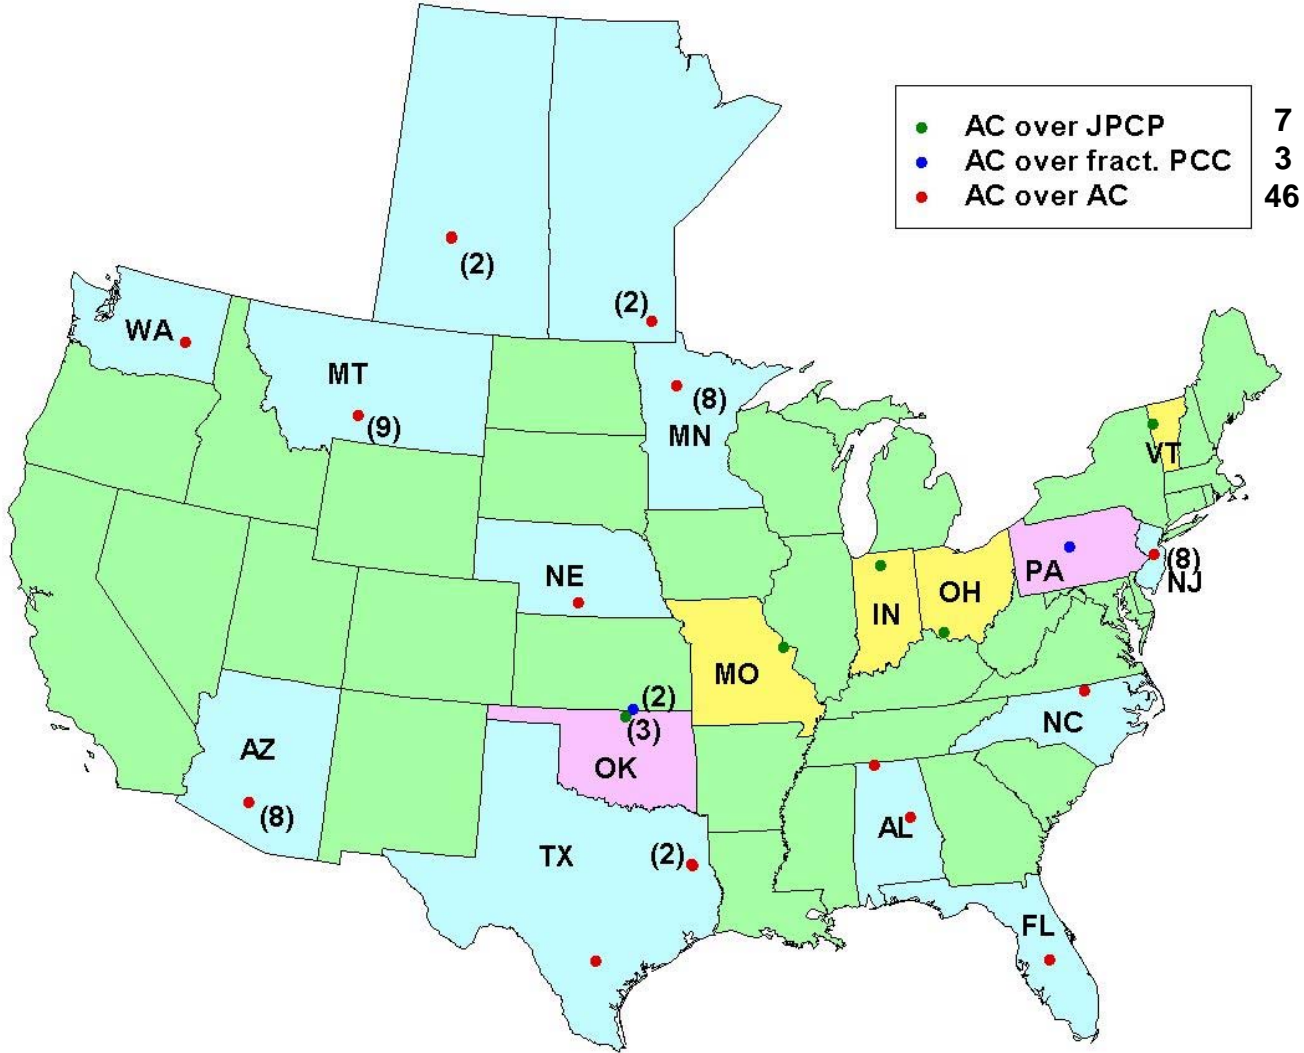 AC over JPCP 7
AC over fract. PCC 3
AC over AC 46
(2)
(2)
WA
MT
(9)
(8)
MN
VT
NE
PA
(8)
NJ
IN
OH
MO
(2)
(3)
OK
AZ
(8)
NC
TX
(2)
AL
FL